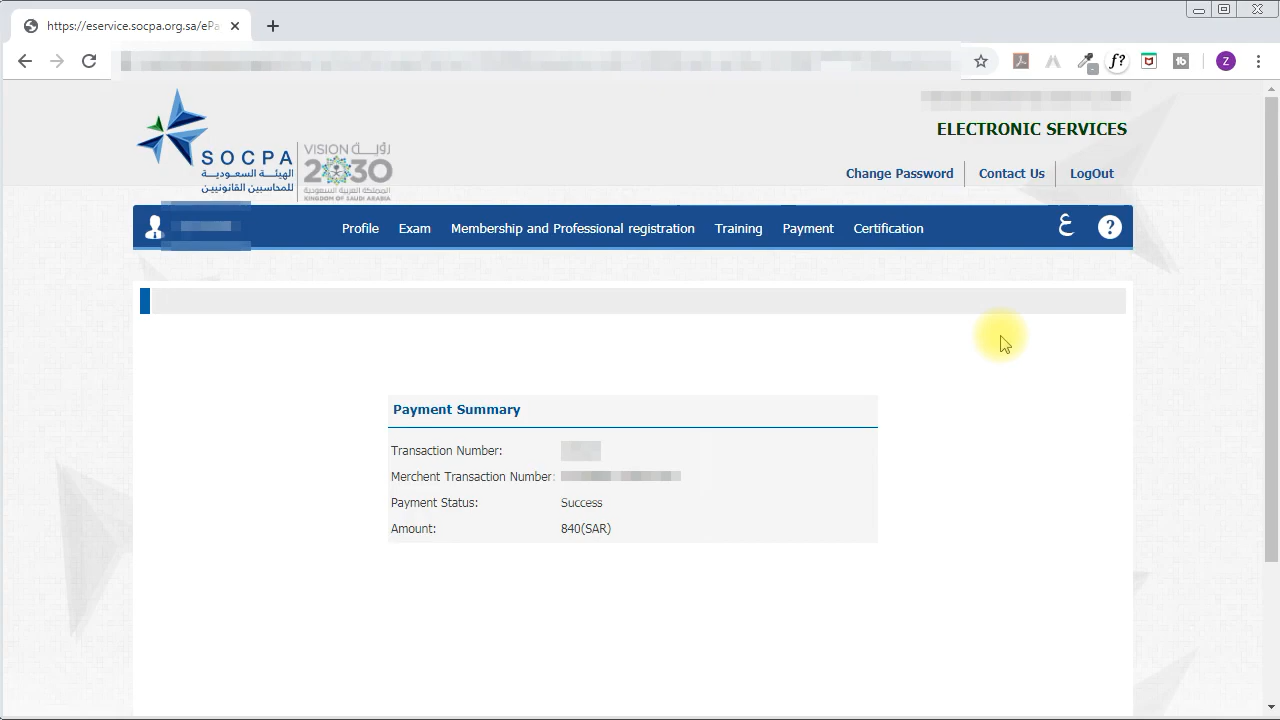 https://eservice.socpa.org.sa/ePa
f?
Z
SOCPA
الهيئة السعودية
للمحاسبين القانونيين
VISION رؤيـة
2030
المملكة العربية السعودية
KINGDOM OF SAUDI ARABIA
ELECTRONIC SERVICES
Change Password
Contact Us
LogOut
Profile
Exam
Membership and Professional registration
Training
Payment
Certification
ع
?
Payment Summary
Transaction Number:
Merchent Transaction Number:
Payment Status: Success
Amount: 840(SAR)